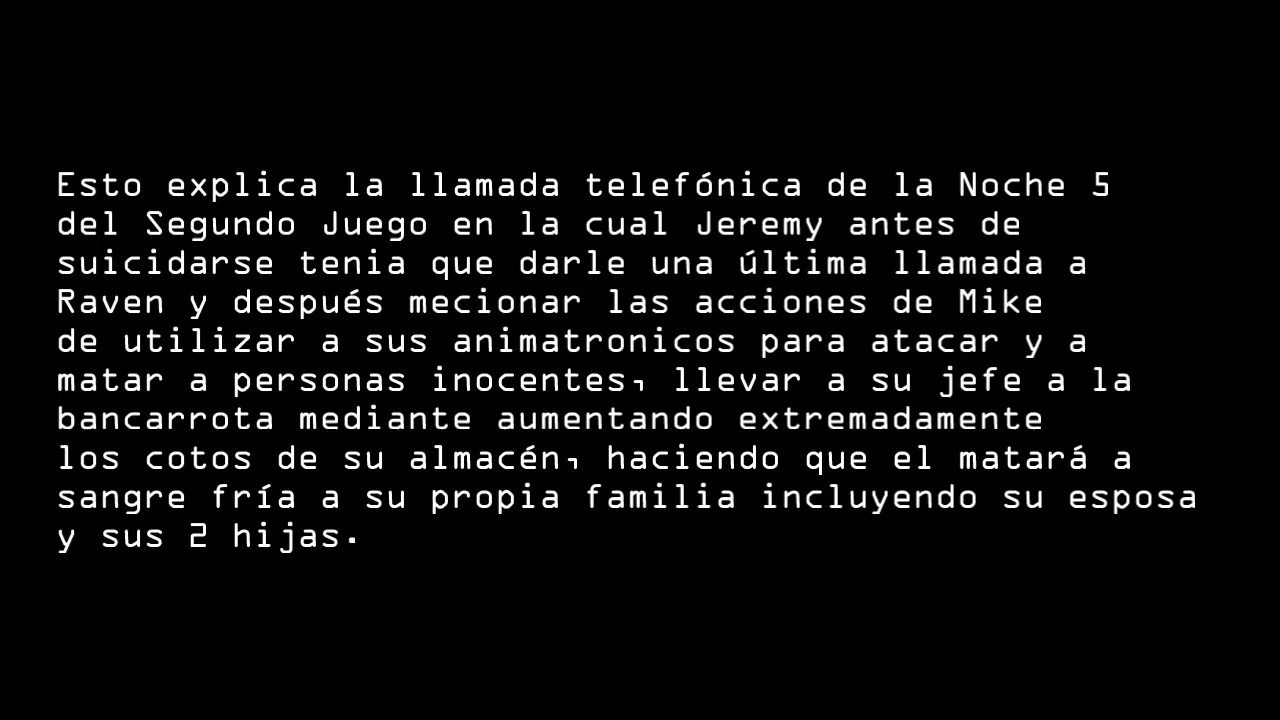 Esto explica la llamada telefónica de la Noche 5
del Segundo Juego en la cual Jeremy antes de
suicidarse tenia que darle una última llamada a
Raven y después mecionar las acciones de Mike
de utilizar a sus animatronicos para atacar y a
matar a personas inocentes, llevar a su jefe a la
bancarrota mediante aumentando extremadamente
los cotos de su almacén, haciendo que el matará a
sangre fría a su propia familia incluyendo su esposa
y sus 2 hijas.